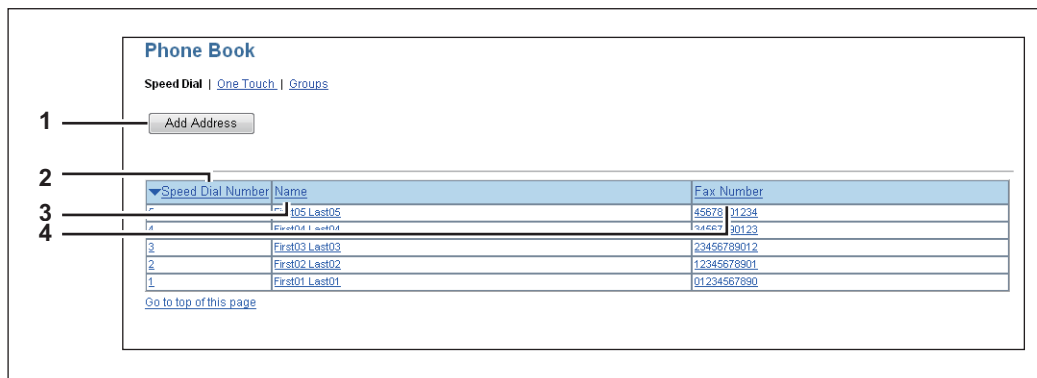 Phone Book
Speed Dial | One Touch | Groups
1
Add Address
2
▼Speed Dial Number Name Fax Number
3
4
3 First03 Last03 23456789012
2 First02 Last02 12345678901
1 First01 Last01 01234567890
Go to top of this page